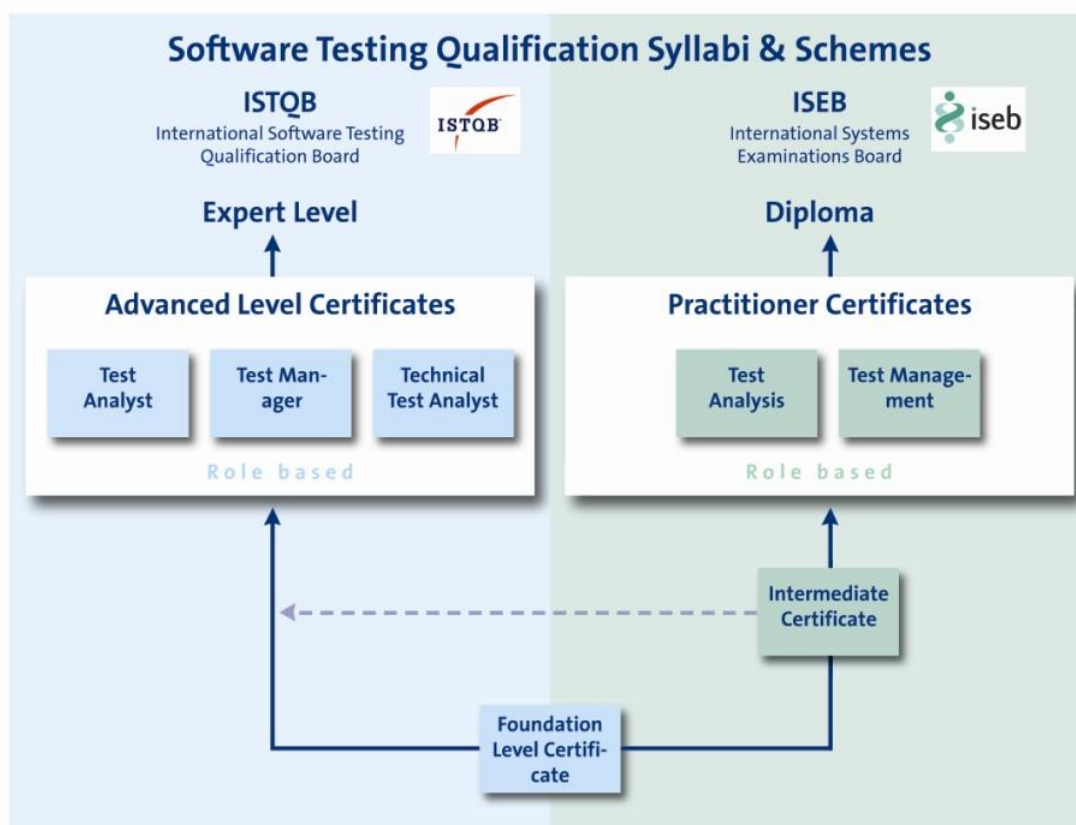 Software Testing Qualification Syllabi & Schemes
ISTQB
International Software Testing
Qualification Board
ISTQB
Expert Level
Advanced Level Certificates
Test
Analyst
Test Man-
ager
Technical
Test Analyst
Role based
ISEB
International Systems
Examinations Board
iseb
Diploma
Practitioner Certificates
Test
Analysis
Test Manage-
ment
Role based
Intermediate
Certificate
Foundation
Level Certifi-
cate